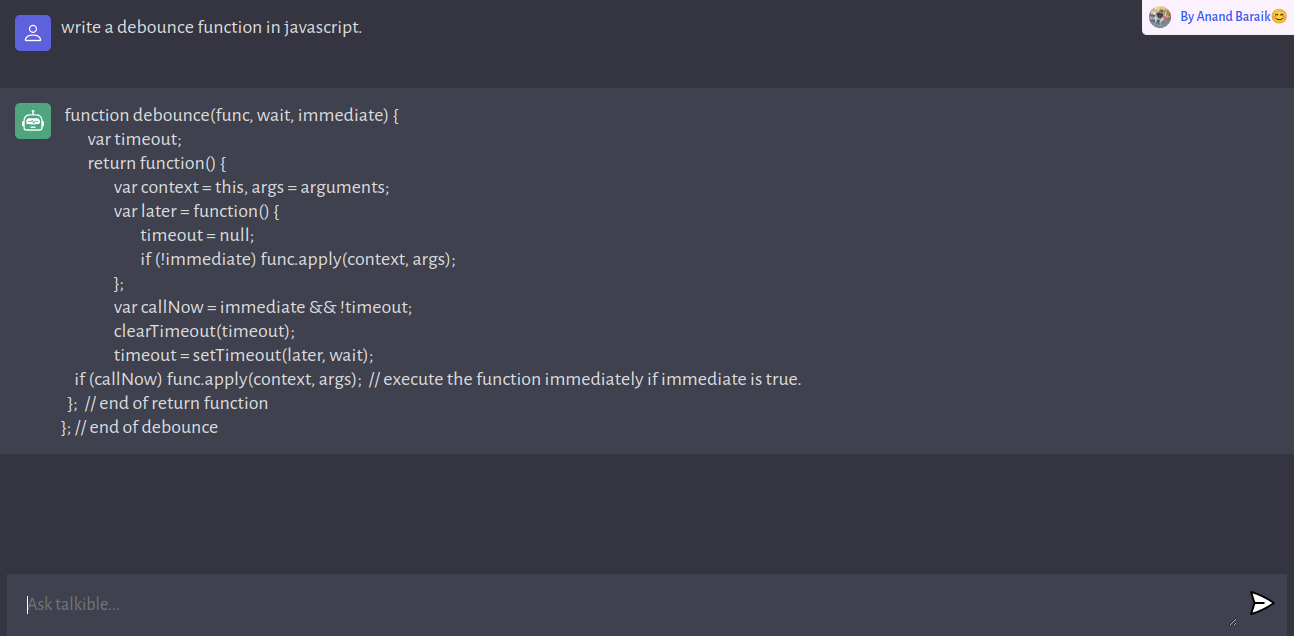 write a debounce function in javascript.
By Anand Baraik😊
function debounce(func, wait, immediate) {
var timeout;
return function() {
var context = this, args = arguments;
var later = function() {
timeout = null;
if (!immediate) func.apply(context, args);
};
var callNow = immediate && !timeout;
clearTimeout(timeout);
timeout = setTimeout(later, wait);
if (callNow) func.apply(context, args);  // execute the function immediately if immediate is true.
};  // end of return function
}; // end of debounce
Ask talkible...